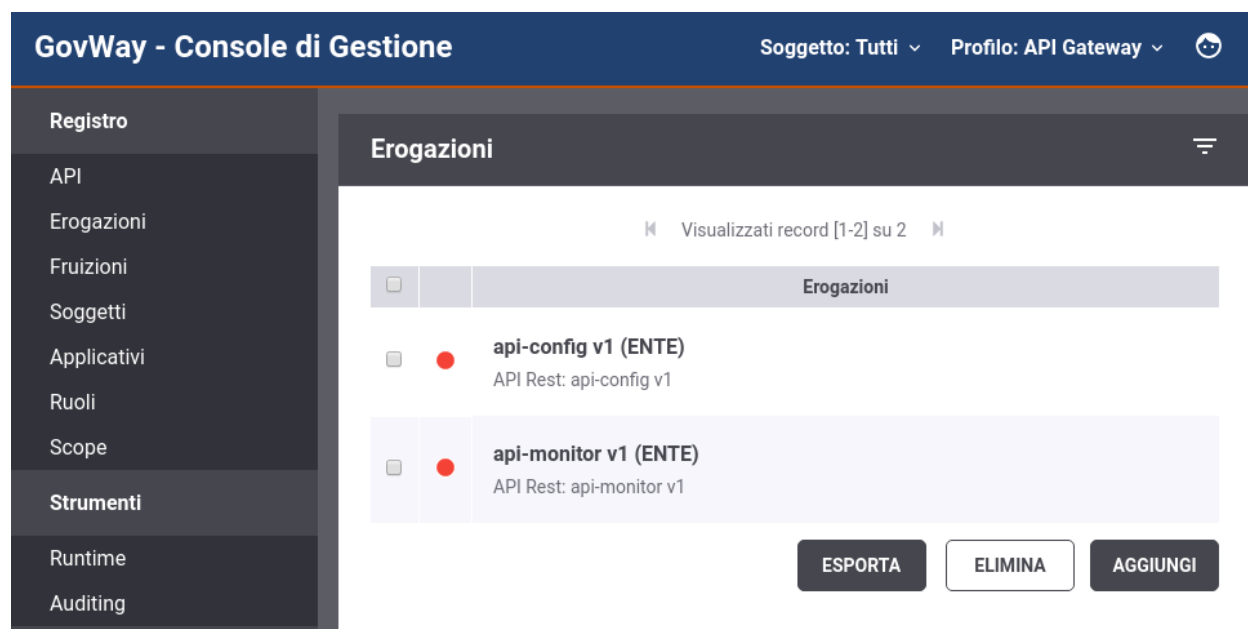 GovWay - Console di Gestione
Soggetto: Tutti
Profilo: API Gateway
Registro
API
Erogazioni
Fruizioni
Soggetti
Applicativi
Ruoli
Scope
Strumenti
Runtime
Auditing
Erogazioni
Visualizzati record [1-2] su 2
Erogazioni
api-config v1 (ENTE)
API Rest: api-config v1
api-monitor v1 (ENTE)
API Rest: api-monitor v1
ESPORTA
ELIMINA
AGGIUNGI